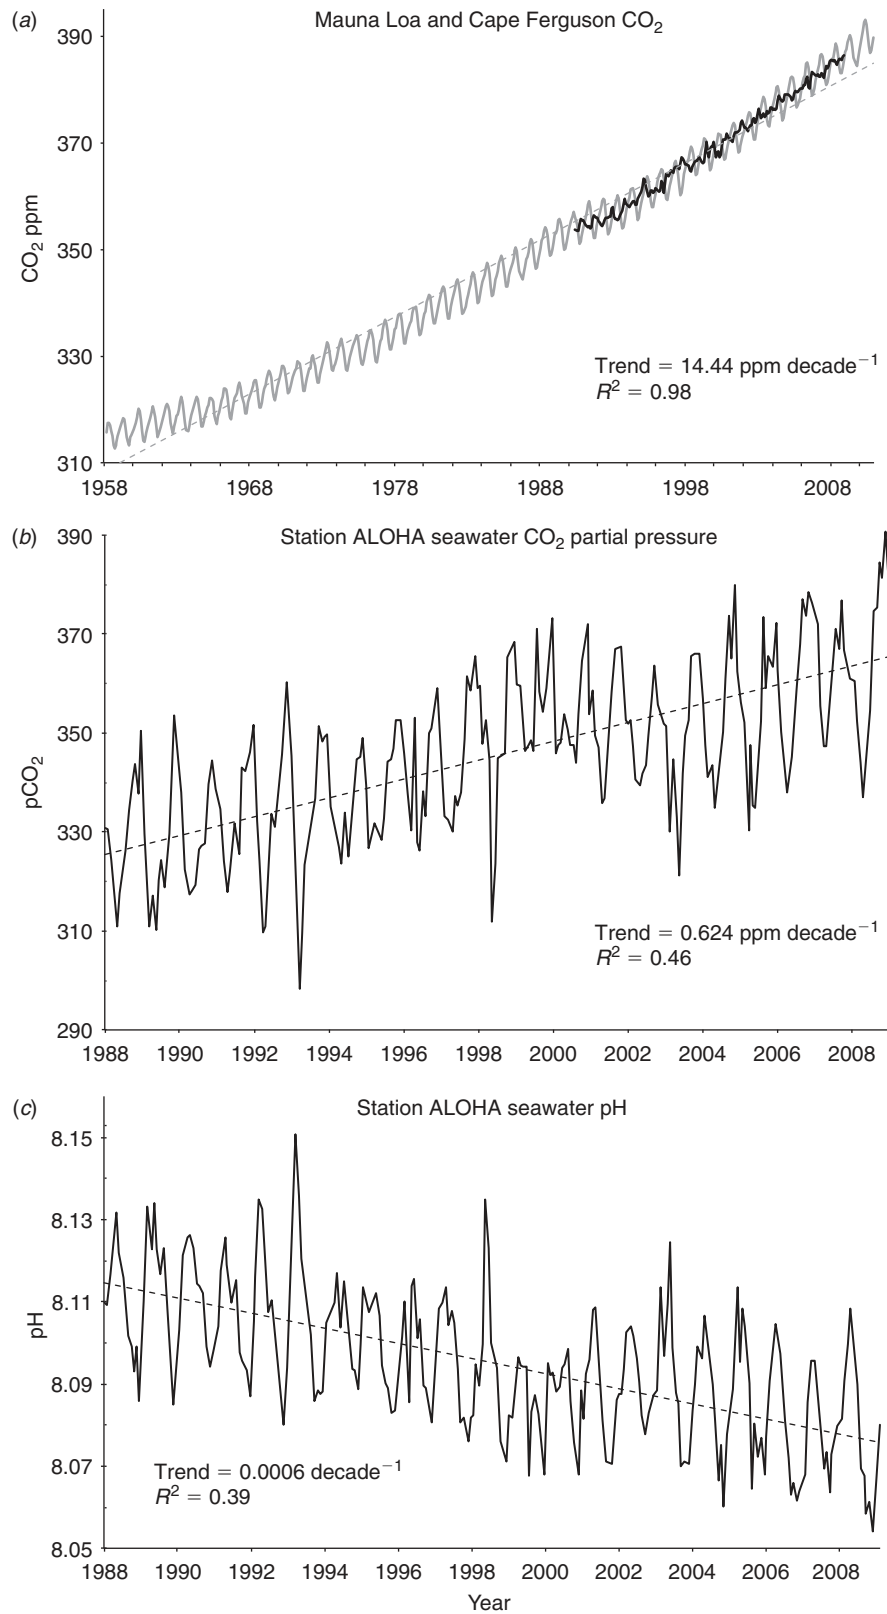 (a)
Mauna Loa and Cape Ferguson CO₂
390
370
350
330
310
CO₂ ppm
Trend = 14.44 ppm decade⁻¹
R² = 0.98
1958 1968 1978 1988 1998 2008
(b)
Station ALOHA seawater CO₂ partial pressure
390
370
350
330
310
290
pCO₂
Trend = 0.624 ppm decade⁻¹
R² = 0.46
1988 1990 1992 1994 1996 1998 2000 2002 2004 2006 2008
(c)
Station ALOHA seawater pH
8.15
8.13
8.11
8.09
8.07
8.05
pH
Trend = 0.0006 decade⁻¹
R² = 0.39
1988 1990 1992 1994 1996 1998 2000 2002 2004 2006 2008
Year